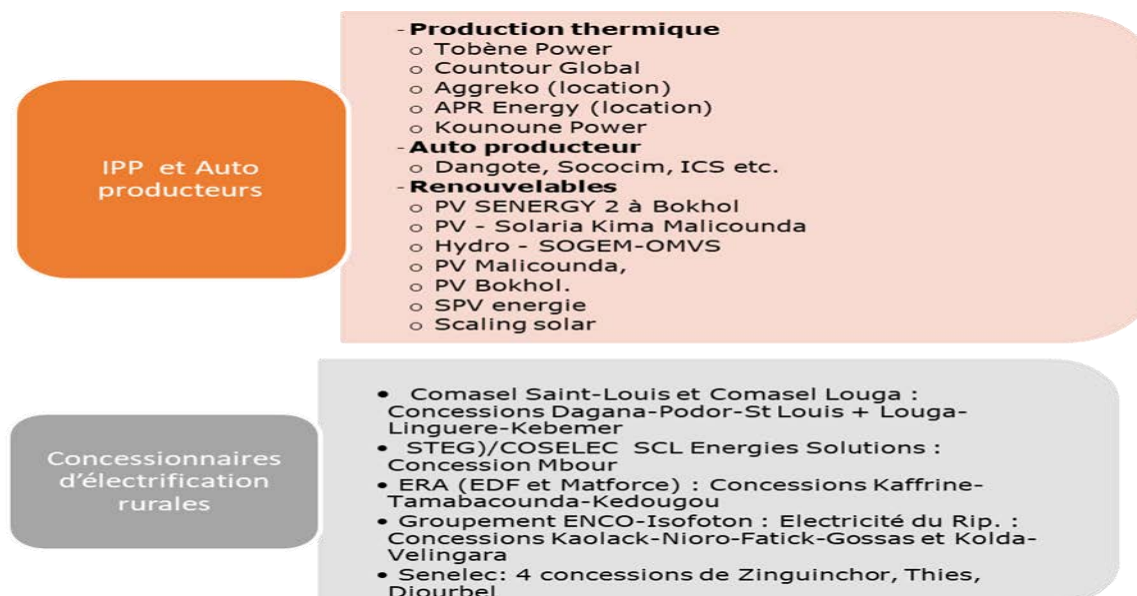 IPP et Auto
producteurs
- Production thermique
o Tobène Power
o Countour Global
o Aggreko (location)
o APR Energy (location)
o Kounoune Power
- Auto producteur
o Dangote, Sococim, ICS etc.
- Renouvelables
o PV SENERGY 2 à Bokhol
o PV - Solaria Kima Malicounda
o Hydro - SOGEM-OMVS
o PV Malicounda,
o PV Bokhol.
o SPV energie
o Scaling solar
Concessionnaires
d’électrification
rurales
• Comasel Saint-Louis et Comasel Louga :
Concessions Dagana-Podor-St Louis + Louga-
Linguere-Kebemer
• STEG)/COSELEC SCL Energies Solutions :
Concession Mbour
• ERA (EDF et Matforce) : Concessions Kaffrine-
Tamabacounda-Kedougou
• Groupement ENCO-Isofoton : Electricité du Rip. :
Concessions Kaolack-Nioro-Fatick-Gossas et Kolda-
Velingara
• Senelec: 4 concessions de Zinguinchor, Thies,
Diourbel